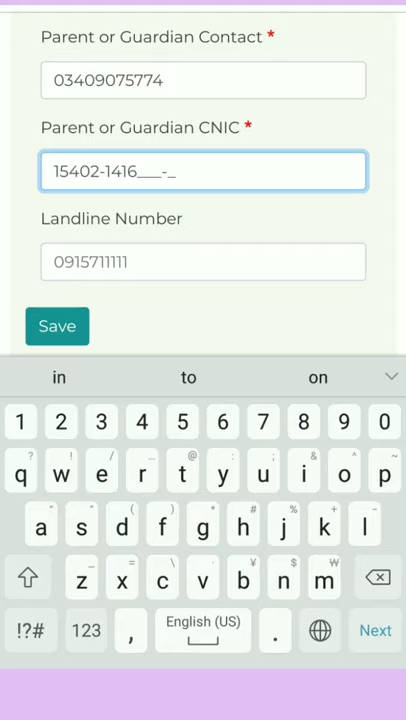 Parent or Guardian Contact *
03409075774
Parent or Guardian CNIC *
15402-1416___-_
Landline Number
0915711111
Save
in to on
1 2 3 4 5 6 7 8 9 0
? ! / … @ : ; & ^ *
q w e r t y u i o p
( ) * # ' + -
a s d f g h j k l
_ = \ · ¥ $ ₩
z x c v b n m
!?# 123 , English (US) . Next